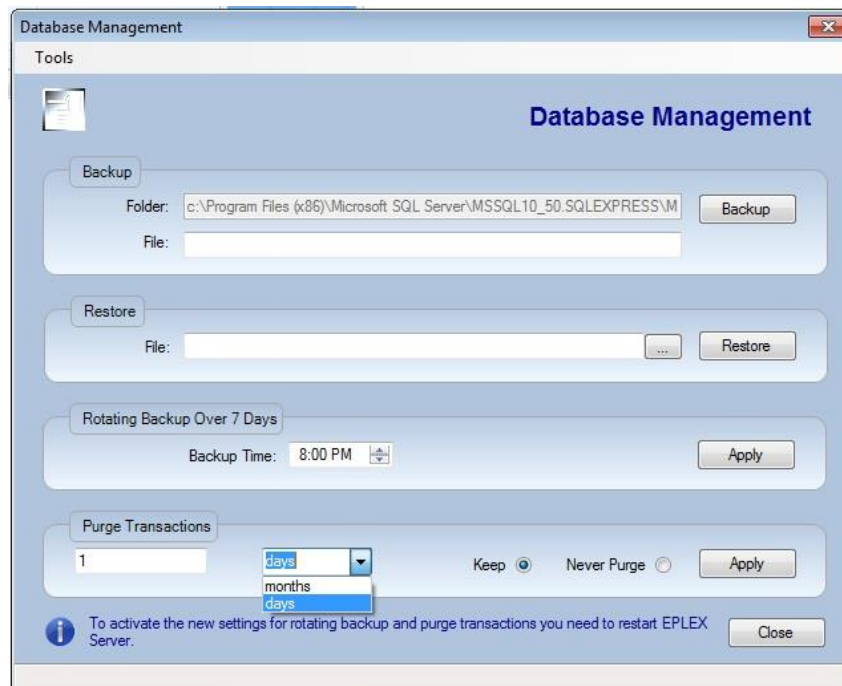 Database Management
Tools
Database Management
Backup
Folder: c:\Program Files (x86)\Microsoft SQL Server\MSSQL10_50.SQLEXPRESS\M Backup
File:
Restore
File: ... Restore
Rotating Backup Over 7 Days
Backup Time: 8:00 PM Apply
Purge Transactions
1 days Keep Never Purge Apply
months
days
To activate the new settings for rotating backup and purge transactions you need to restart EPLEX
Server.
Close